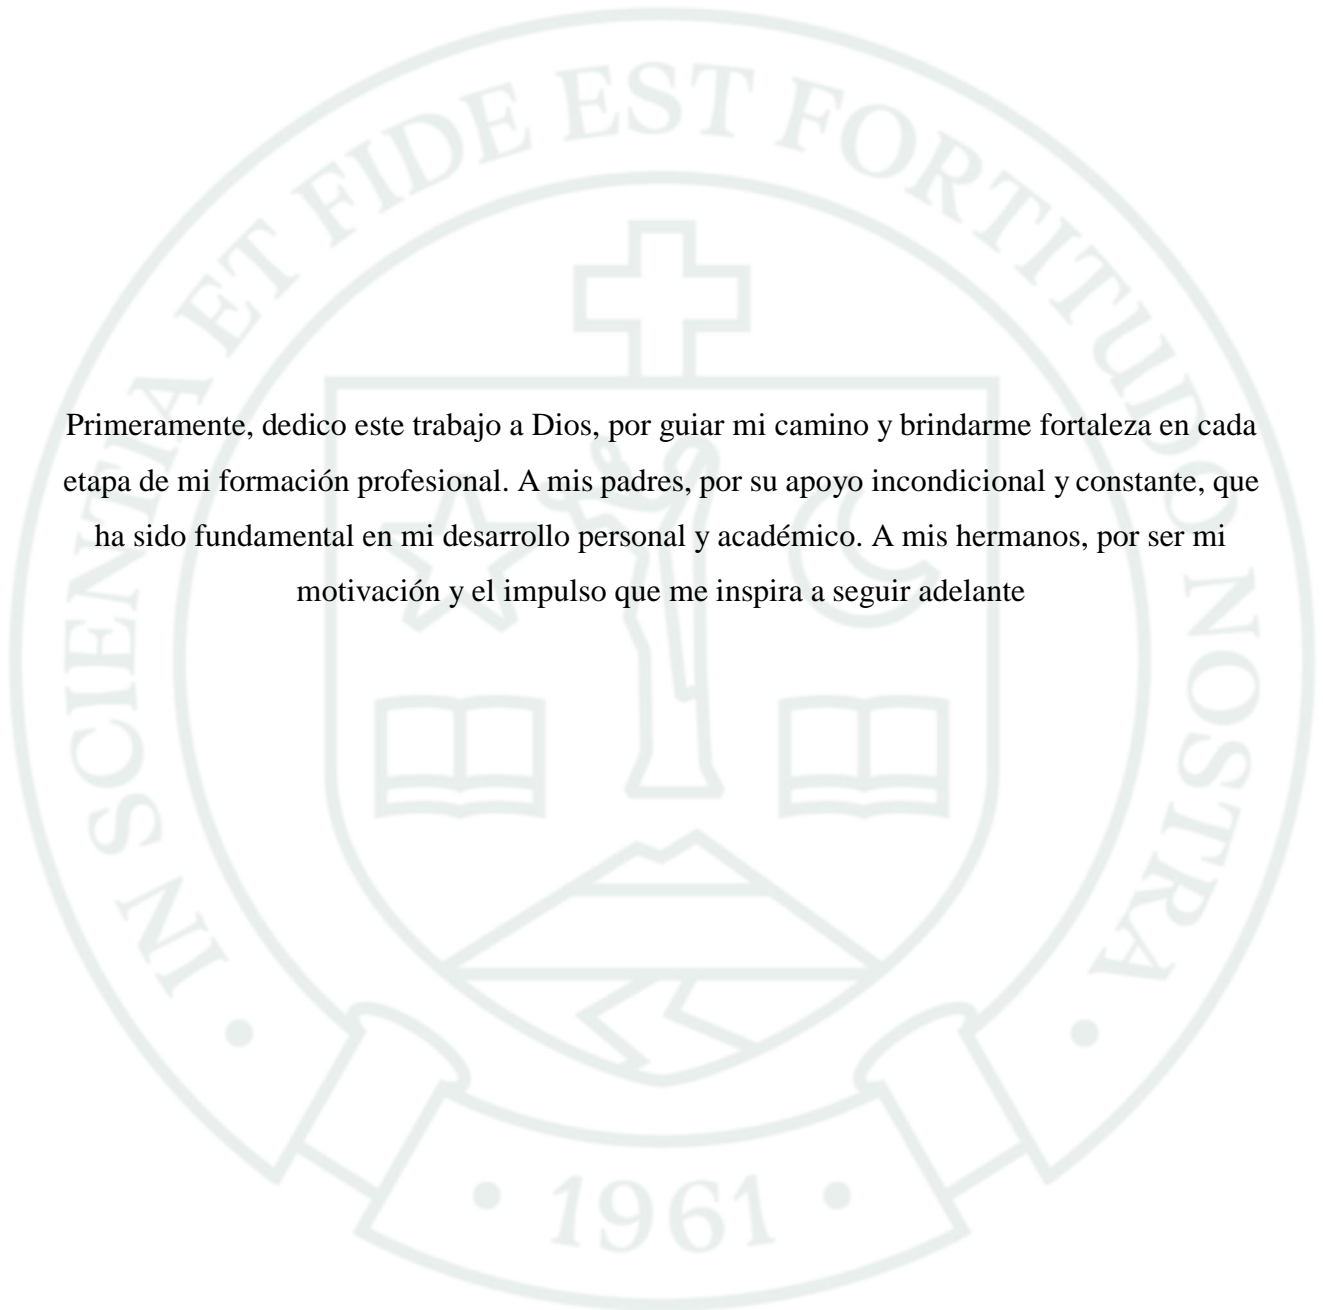 IN SCIENTIA ET FIDE EST FORTITUDO NOSTRA
Primeramente, dedico este trabajo a Dios, por guiar mi camino y brindarme fortaleza en cada
etapa de mi formación profesional. A mis padres, por su apoyo incondicional y constante, que
ha sido fundamental en mi desarrollo personal y académico. A mis hermanos, por ser mi
motivación y el impulso que me inspira a seguir adelante
• 1961 •